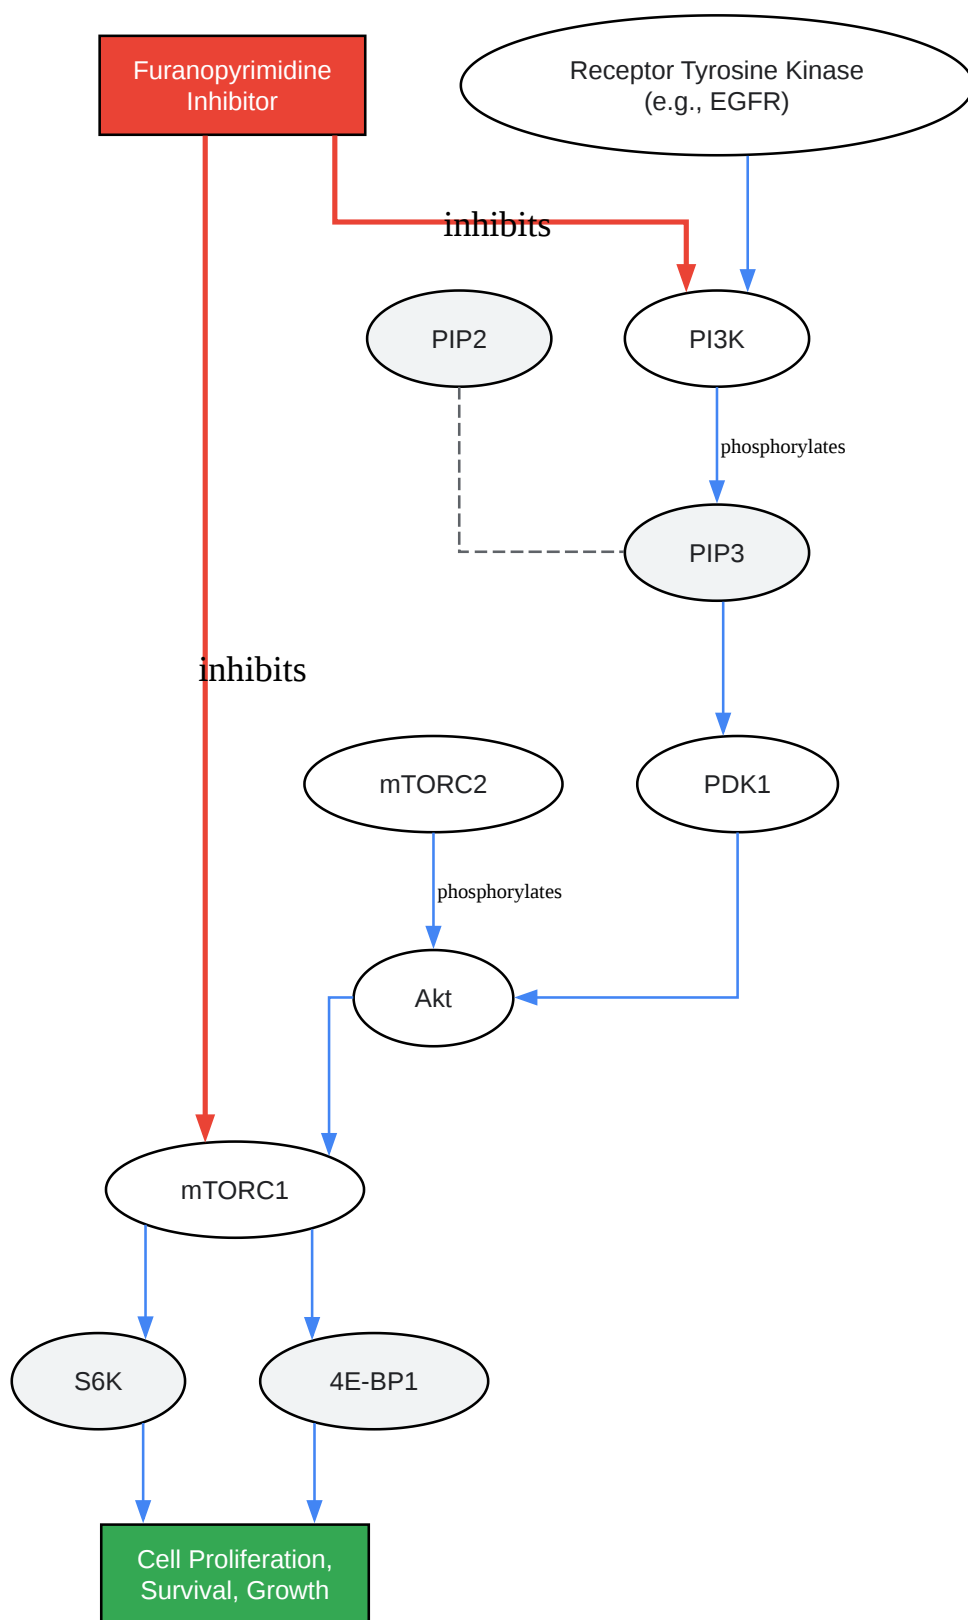 Furanopyrimidine
Inhibitor
Receptor Tyrosine Kinase
(e.g., EGFR)
inhibits
PIP2
PI3K
phosphorylates
PIP3
inhibits
mTORC2
PDK1
phosphorylates
Akt
mTORC1
S6K
4E-BP1
Cell Proliferation,
Survival, Growth